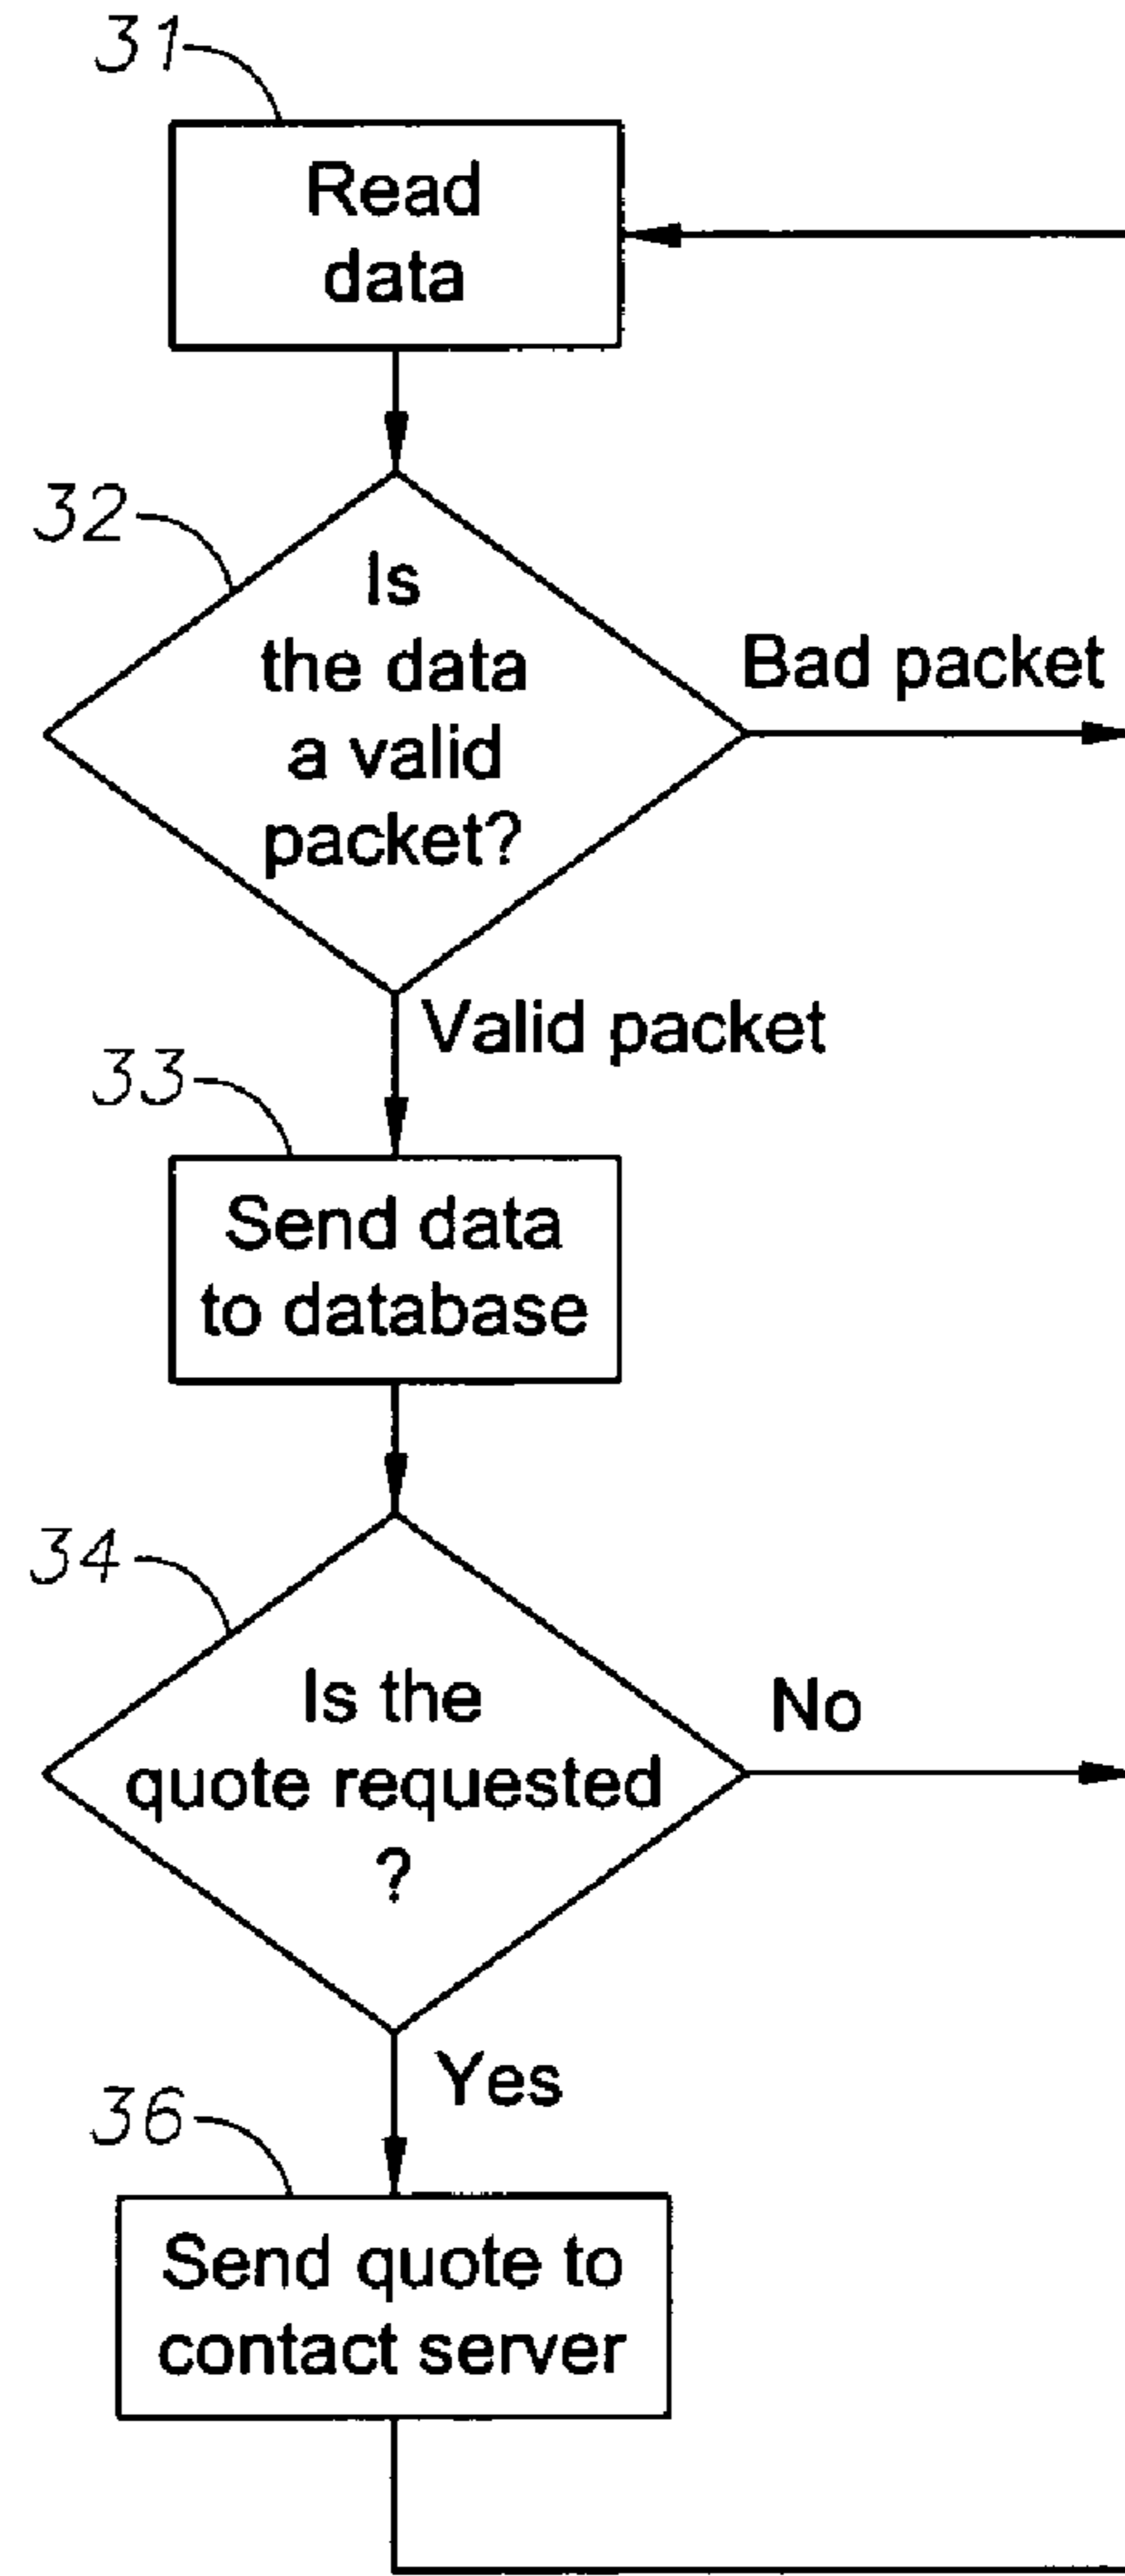 31
Read
data
32
Is
the data
a valid
packet?
Bad packet
Valid packet
33
Send data
to database
34
Is the
quote requested
?
No
Yes
36
Send quote to
contact server